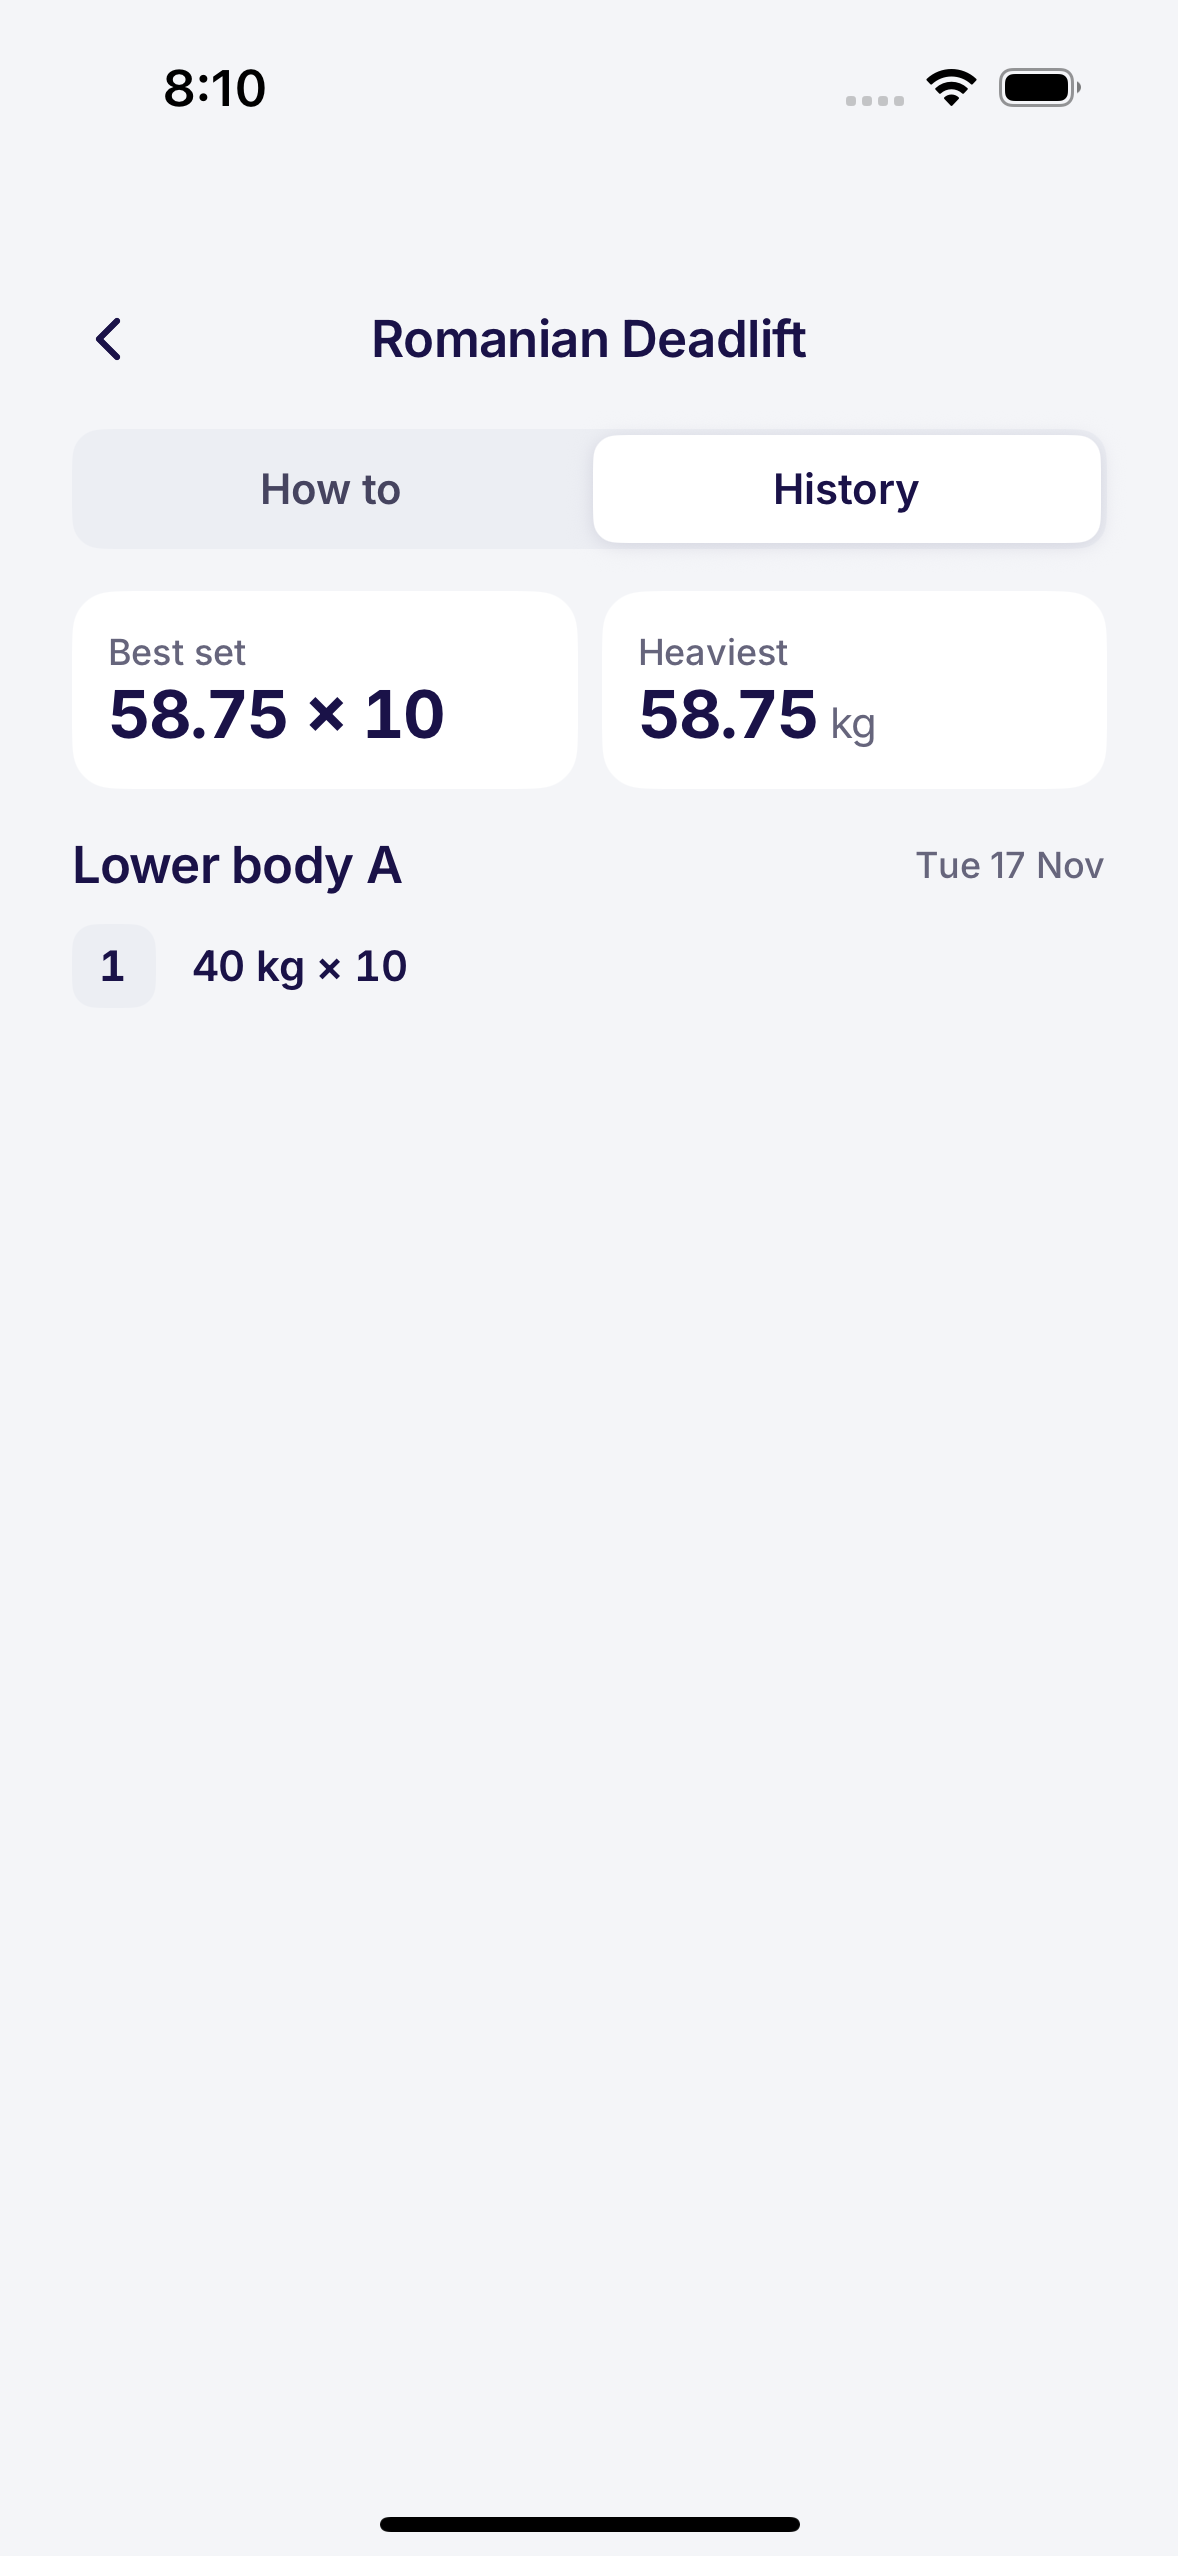 8:10
Romanian Deadlift
How to
History
Best set
58.75 × 10
Heaviest
58.75 kg
Lower body A
Tue 17 Nov
1
40 kg × 10